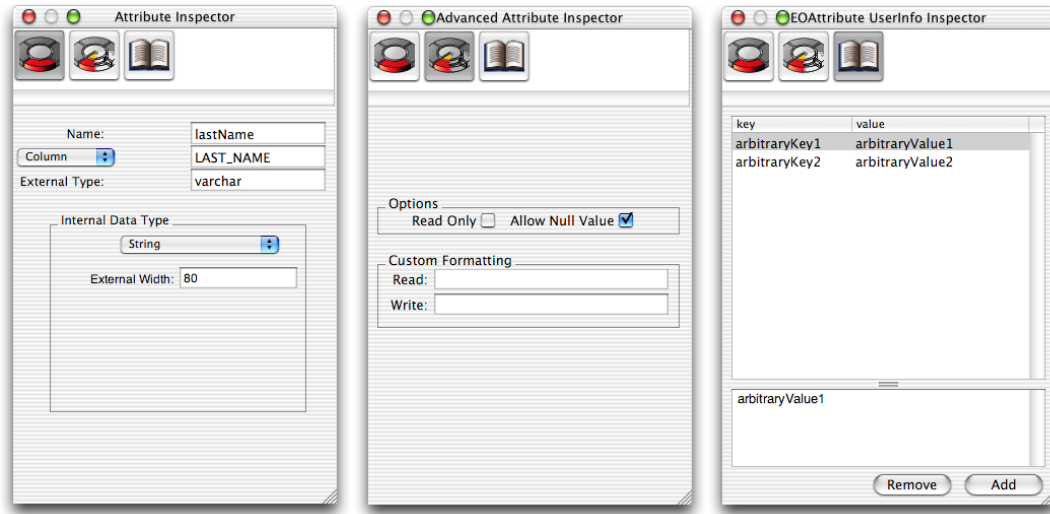 Attribute Inspector
Name: lastName
Column LAST_NAME
External Type: varchar
Internal Data Type
String
External Width: 80
Advanced Attribute Inspector
Options
Read Only Allow Null Value
Custom Formatting
Read:
Write:
EOAttribute UserInfo Inspector
key value
arbitraryKey1 arbitraryValue1
arbitraryKey2 arbitraryValue2
arbitraryValue1
Remove Add